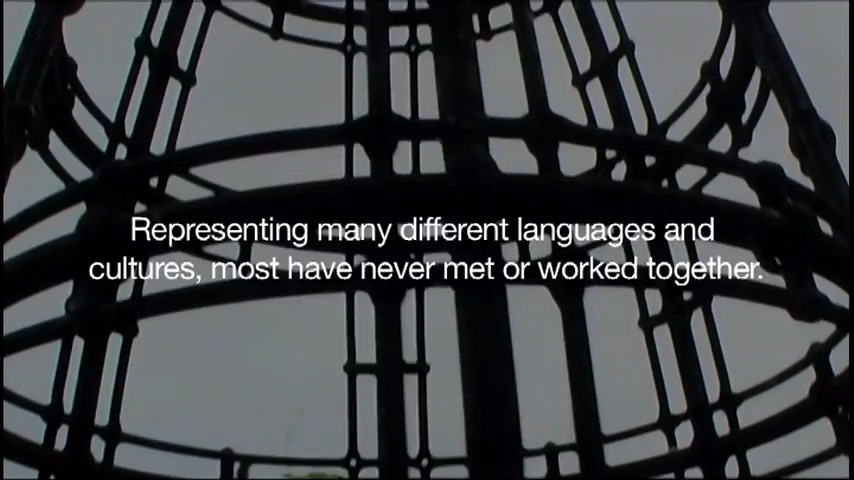 Representing many different languages and
cultures, most have never met or worked together.